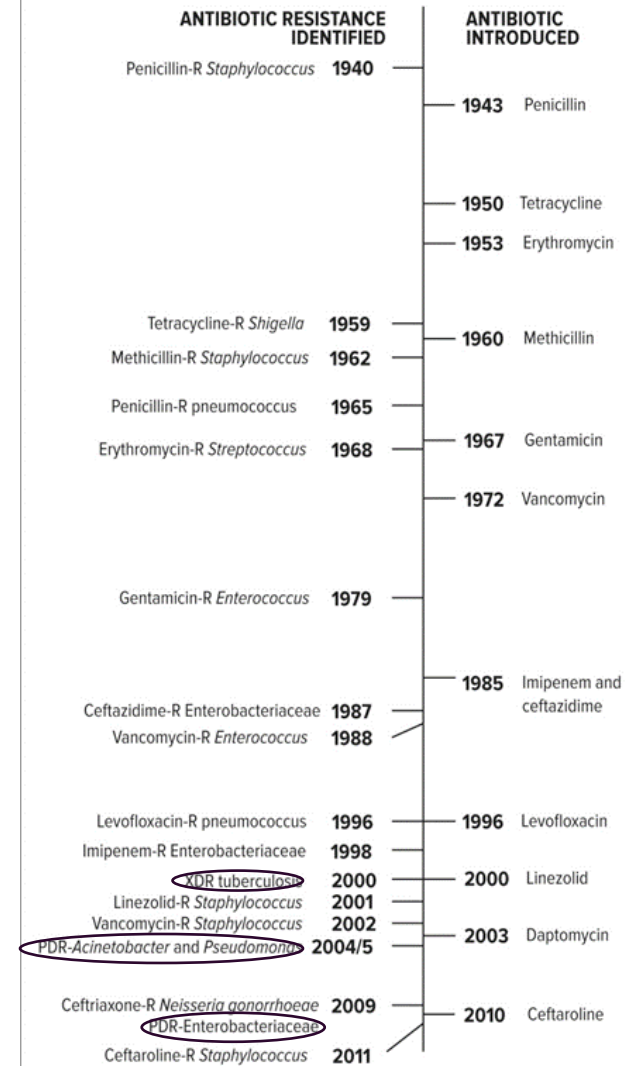 ANTIBIOTIC RESISTANCE
IDENTIFIED
ANTIBIOTIC
INTRODUCED
Penicillin-R Staphylococcus 1940
1943 Penicillin
1950 Tetracycline
1953 Erythromycin
Tetracycline-R Shigella 1959
1960 Methicillin
Methicillin-R Staphylococcus 1962
Penicillin-R pneumococcus 1965
1967 Gentamicin
Erythromycin-R Streptococcus 1968
1972 Vancomycin
Gentamicin-R Enterococcus 1979
1985 Imipenem and
ceftazidime
Ceftazidime-R Enterobacteriaceae 1987
Vancomycin-R Enterococcus 1988
Levofloxacin-R pneumococcus 1996
1996 Levofloxacin
Imipenem-R Enterobacteriaceae 1998
XDR tuberculosis 2000
2000 Linezolid
Linezolid-R Staphylococcus 2001
Vancomycin-R Staphylococcus 2002
2003 Daptomycin
PDR-Acinetobacter and Pseudomonas 2004/5
Ceftriaxone-R Neisseria gonorrhoeae 2009
PDR-Enterobacteriaceae
2010 Ceftaroline
Ceftaroline-R Staphylococcus 2011